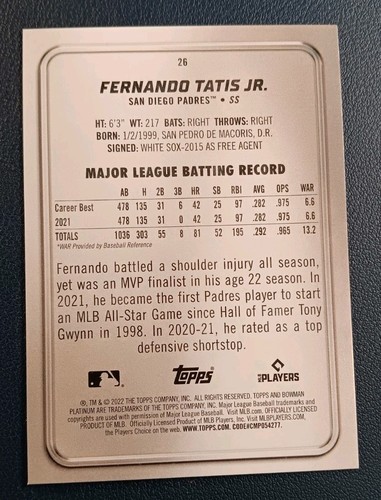 26
FERNANDO TATIS JR.
SAN DIEGO PADRES™ • SS
HT: 6'3" WT: 217 BATS: RIGHT THROWS: RIGHT
BORN: 1/2/1999, SAN PEDRO DE MACORIS, D.R.
SIGNED: WHITE SOX-2015 AS FREE AGENT
MAJOR LEAGUE BATTING RECORD
AB H 2B 3B HR SB RBI AVG OPS WAR
Career Best 478 135 31 6 42 25 97 .282 .975 6.6
2021 478 135 31 0 42 25 97 .282 .975 6.6
TOTALS 1036 303 55 8 81 52 195 .292 .965 13.2
*WAR Provided by Baseball Reference
Fernando battled a shoulder injury all season,
yet was an MVP finalist in his age 22 season. In
2021, he became the first Padres player to start
an MLB All-Star Game since Hall of Famer Tony
Gwynn in 1998. In 2020-21, he rated as a top
defensive shortstop.
Topps
MLB PLAYERS
®, ™ & © 2022 THE TOPPS COMPANY, INC. ALL RIGHTS RESERVED. TOPPS AND BOWMAN
PLATINUM ARE TRADEMARKS OF THE TOPPS COMPANY, INC. Major League Baseball trademarks and
copyrights are used with permission of Major League Baseball. Visit MLB.com. OFFICIALLY LICENSED
PRODUCT OF MLB. Officially Licensed Product of MLB Players, Inc. Visit MLBPLAYERS.com,
the Players Choice on the web. WWW.TOPPS.COM. CODE#CMP054277.